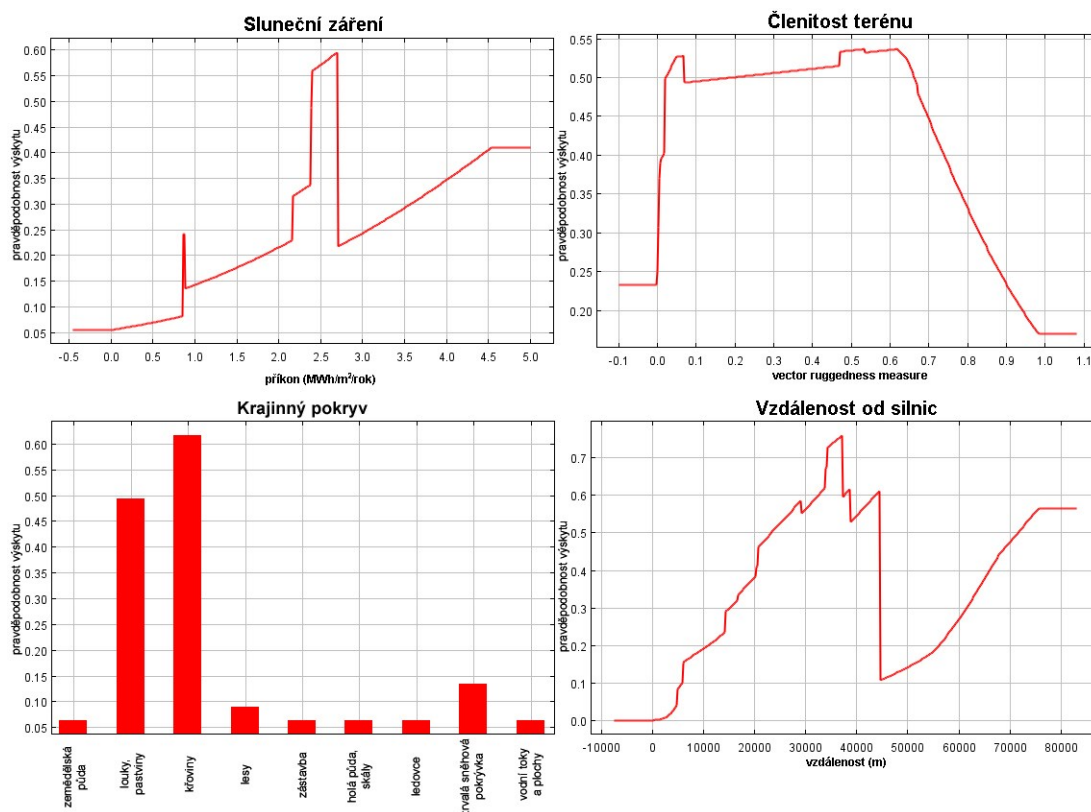 Sluneční záření
pravděpodobnost výskytu
0.60
0.55
0.50
0.45
0.40
0.35
0.30
0.25
0.20
0.15
0.10
0.05
-0.5 0.0 0.5 1.0 1.5 2.0 2.5 3.0 3.5 4.0 4.5 5.0
příkon (MWh/m²/rok)
Členitost terénu
pravděpodobnost výskytu
0.55
0.50
0.45
0.40
0.35
0.30
0.25
0.20
-0.1 0.0 0.1 0.2 0.3 0.4 0.5 0.6 0.7 0.8 0.9 1.0 1.1
vector ruggedness measure
Krajinný pokryv
pravděpodobnost výskytu
0.60
0.55
0.50
0.45
0.40
0.35
0.30
0.25
0.20
0.15
0.10
0.05
zemědělská
půda
louky,
pastviny
křoviny
lesy
zástavba
holá půda,
skály
ledovce
rvalá sněhová
pokrývka
vodní toky
a plochy
Vzdálenost od silnic
pravděpodobnost výskytu
0.7
0.6
0.5
0.4
0.3
0.2
0.1
0.0
-10000 0 10000 20000 30000 40000 50000 60000 70000 80000
vzdálenost (m)